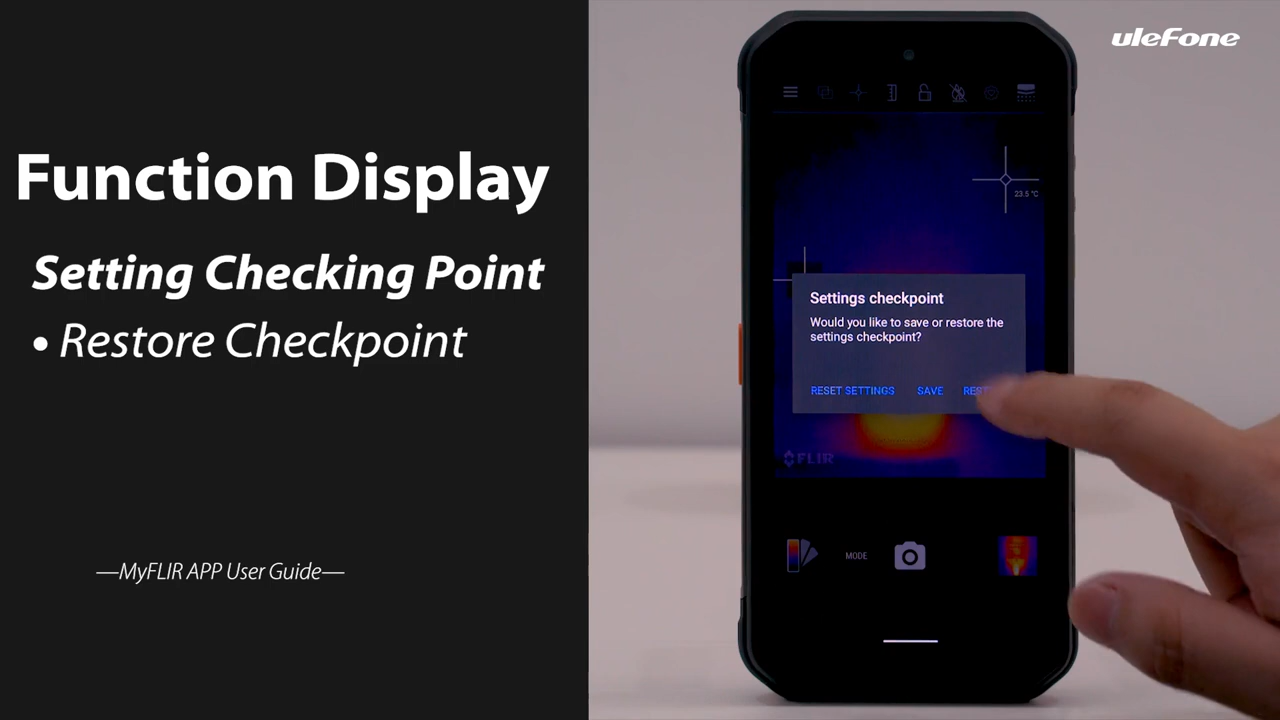 Function Display
Setting Checking Point
• Restore Checkpoint
—MyFLIR APP User Guide—
uleFone
23.5 °C
Settings checkpoint
Would you like to save or restore the
settings checkpoint?
RESET SETTINGS SAVE
FLIR
MODE